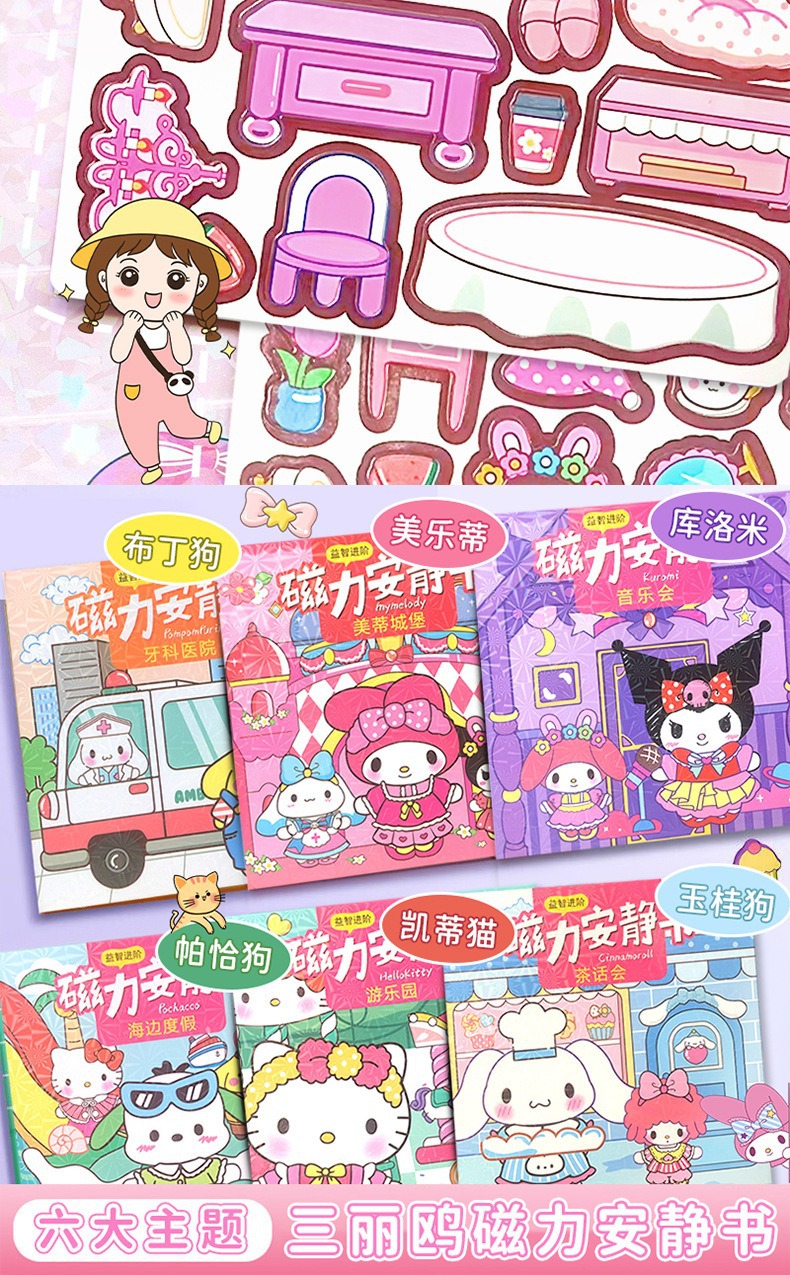 布丁狗
美乐蒂
库洛米
益智
磁力安静
Pompompuri
牙科医院
AMB
益智进阶
磁力安静书
mymelody
美蒂城堡
益智进阶
磁力安静
Kuromi
音乐会
帕恰狗
凯蒂猫
玉桂狗
益智进阶
磁力安静
Pochacco
海边度假
益智进阶
磁力安
HelloKitty
游乐园
益智进阶
磁力安静书
Cinnamoroll
茶话会
六大主题
三丽鸥磁力安静书